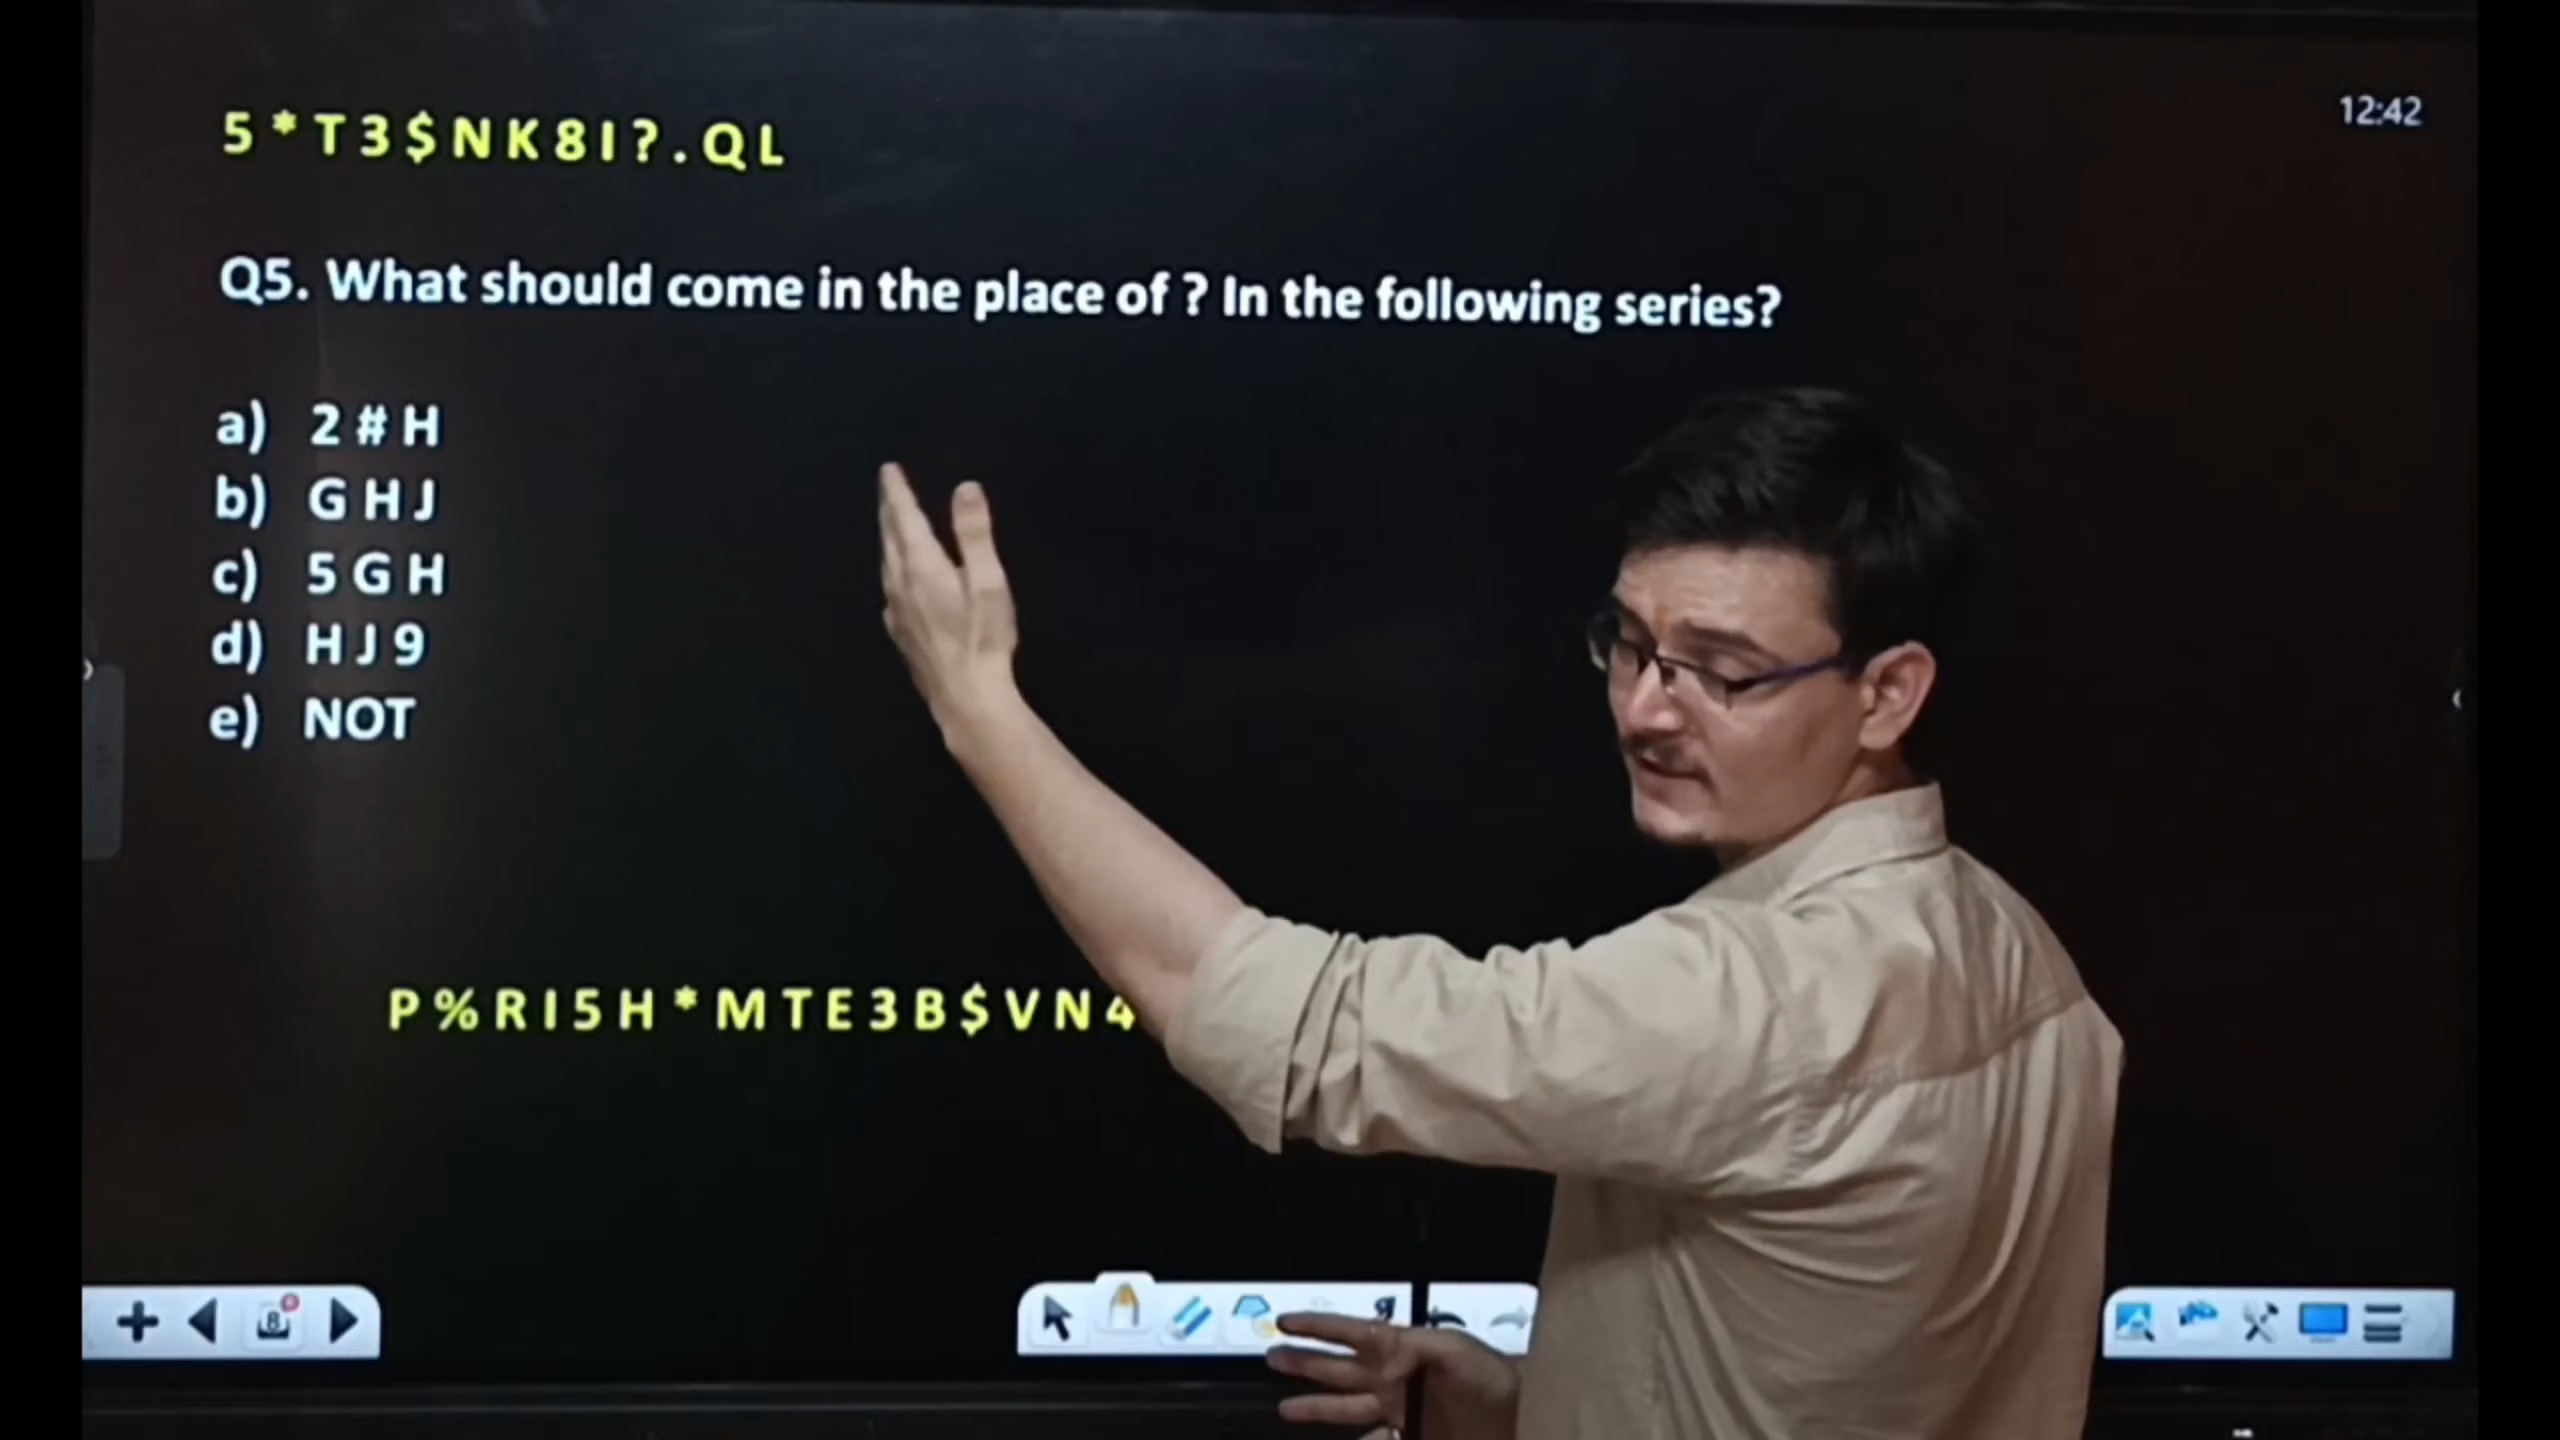 12:42
5 * T 3 $ N K 8 I ? . Q L
Q5. What should come in the place of ? In the following series?
a) 2 # H
b) G H J
c) 5 G H
d) H J 9
e) NOT
P % R I 5 H * M T E 3 B $ V N 4
8